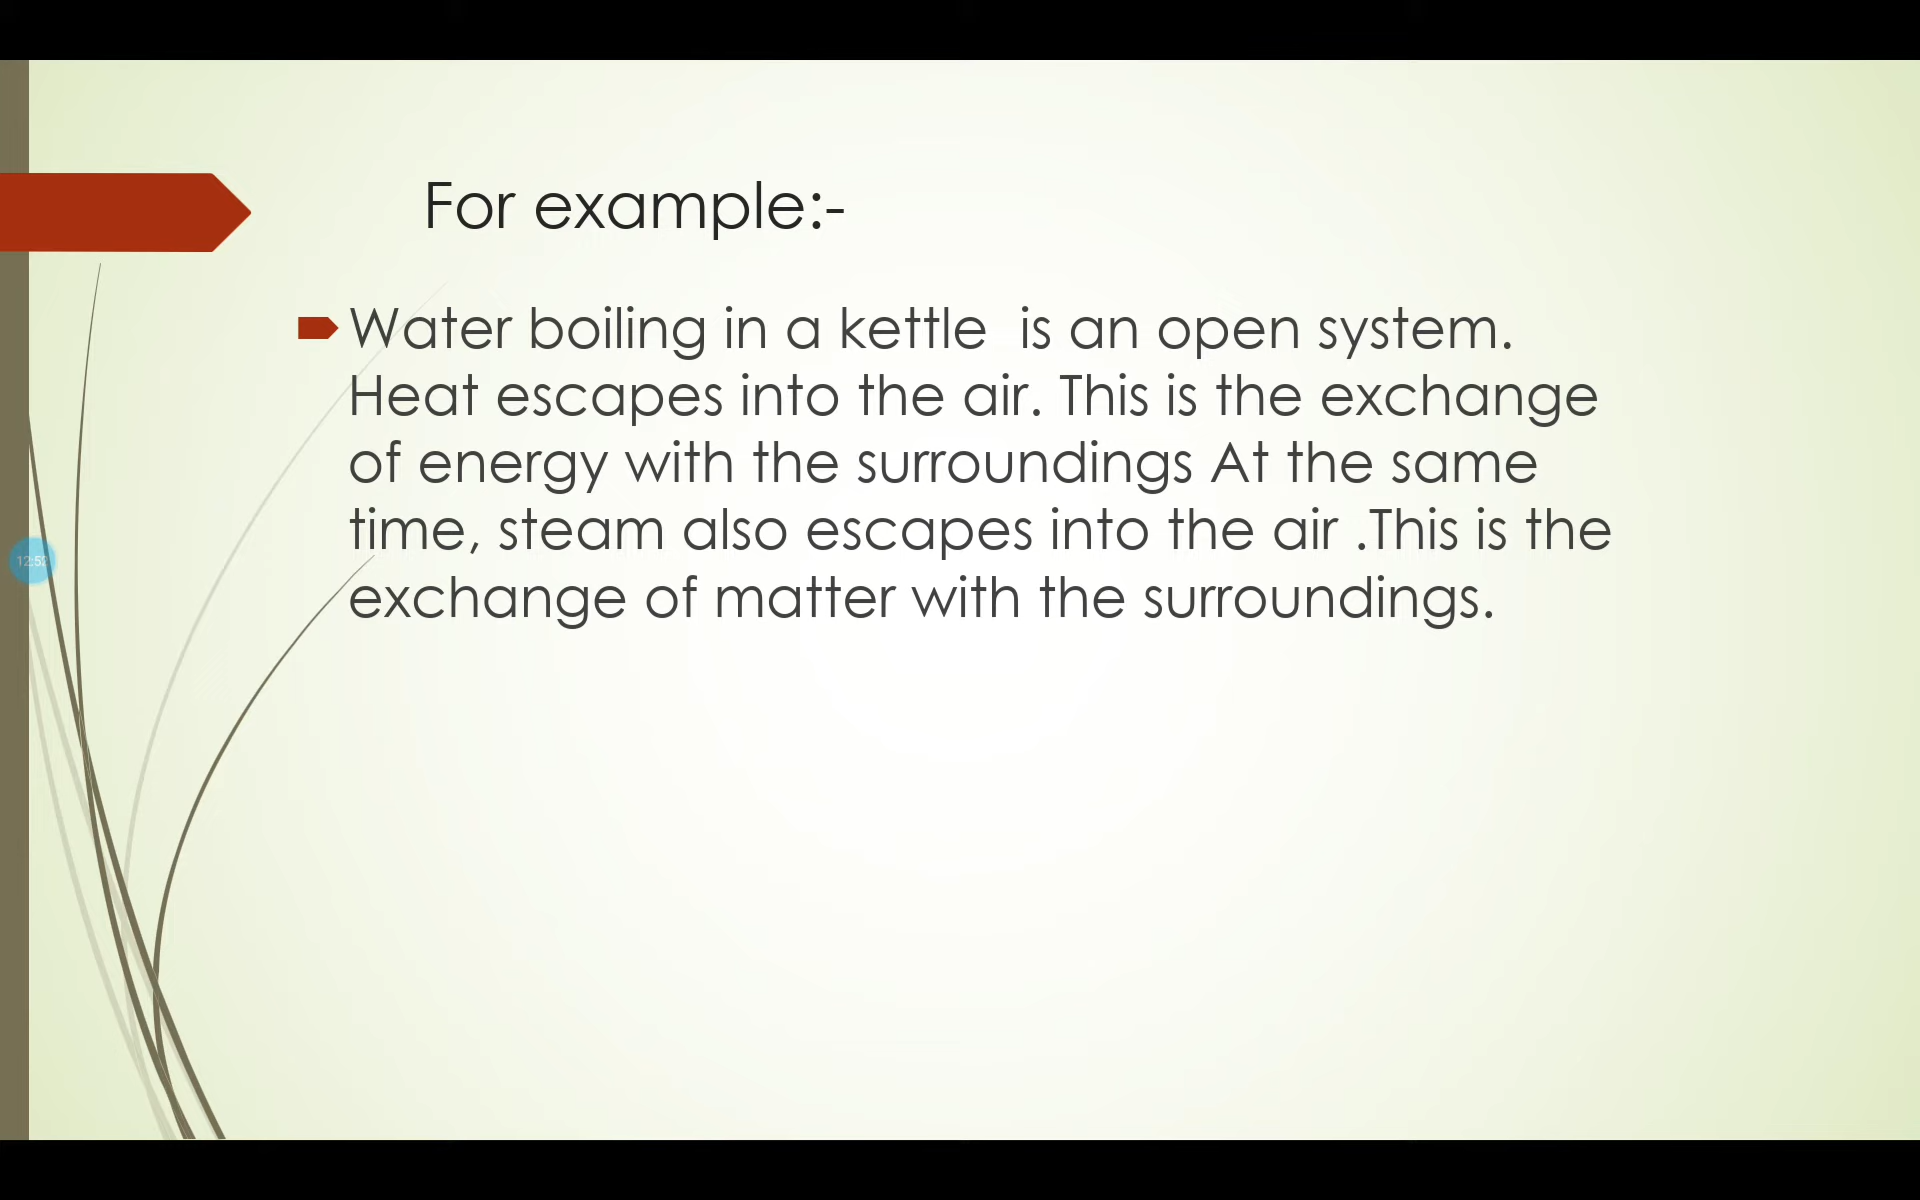 For example:-
Water boiling in a kettle  is an open system.
Heat escapes into the air. This is the exchange
of energy with the surroundings At the same
time, steam also escapes into the air .This is the
exchange of matter with the surroundings.
12:52